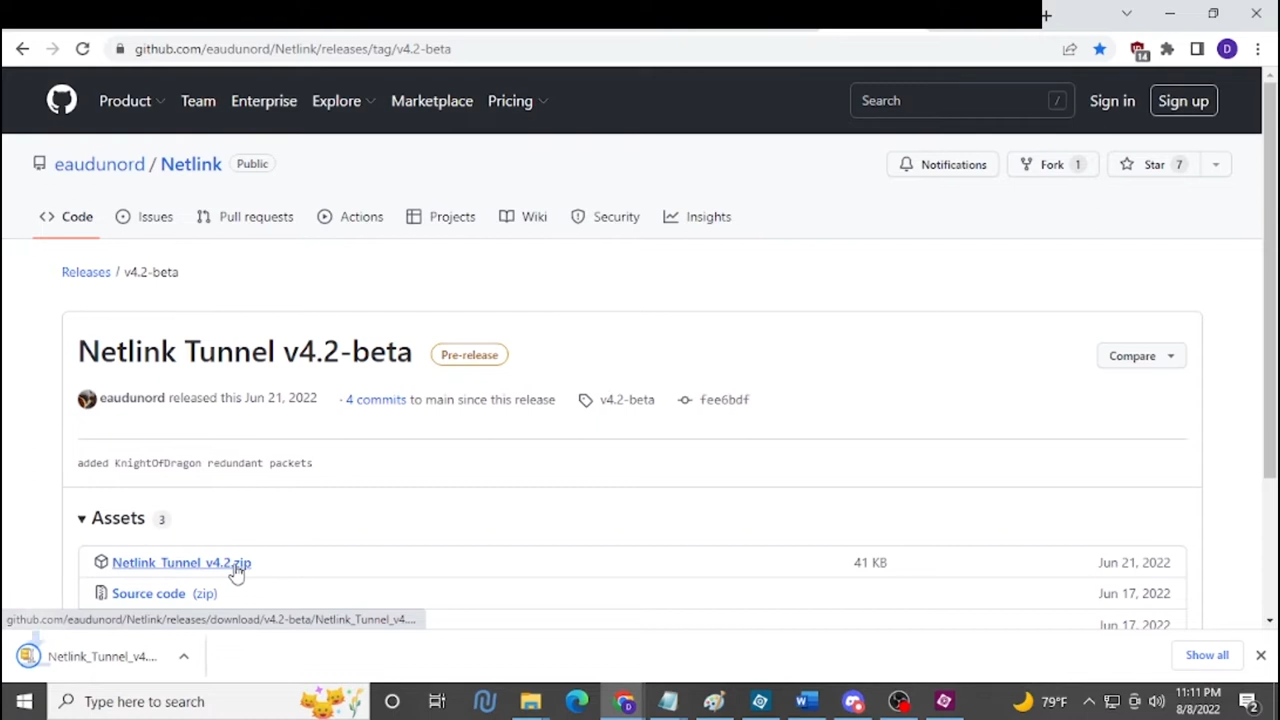 github.com/eaudunord/Netlink/releases/tag/v4.2-beta
14
D
Product Team Enterprise Explore Marketplace Pricing
Search /
Sign in Sign up
eaudunord / Netlink Public
Notifications Fork 1 Star 7
<> Code Issues Pull requests Actions Projects Wiki Security Insights
Releases / v4.2-beta
Netlink Tunnel v4.2-beta Pre-release
Compare
eaudunord released this Jun 21, 2022 · 4 commits to main since this release v4.2-beta fee6bdf
added KnightOfDragon redundant packets
Assets 3
Netlink_Tunnel_v4.2.zip 41 KB Jun 21, 2022
Source code (zip) Jun 17, 2022
Jun 17, 2022
github.com/eaudunord/Netlink/releases/download/v4.2-beta/Netlink_Tunnel_v4....
Netlink_Tunnel_v4....
Show all
Type here to search
79°F
11:11 PM
8/8/2022
2